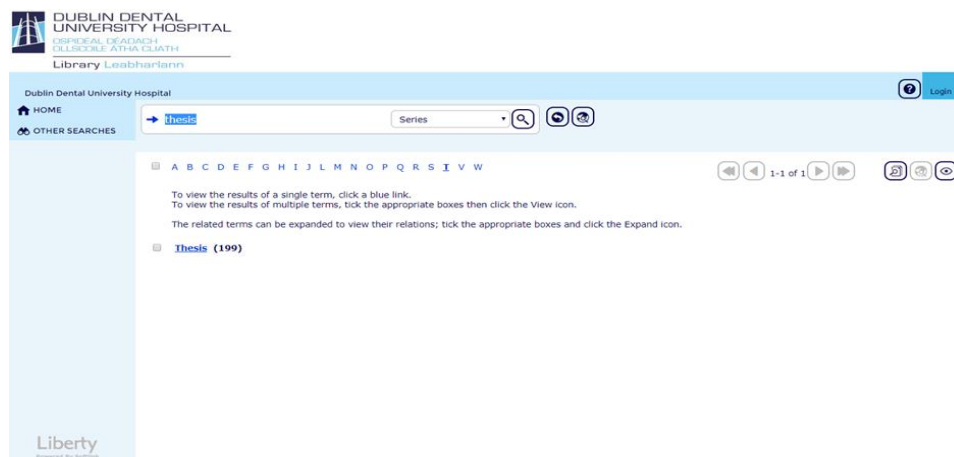 DUBLIN DENTAL
UNIVERSITY HOSPITAL
OSPIDÉAL DÉADACH
OLLSCOILE ÁTHA CLIATH
Library Leabharlann
Dublin Dental University Hospital
Login
HOME
OTHER SEARCHES
thesis
Series
A B C D E F G H I J L M N O P Q R S T V W
1-1 of 1
To view the results of a single term, click a blue link.
To view the results of multiple terms, tick the appropriate boxes then click the View icon.
The related terms can be expanded to view their relations; tick the appropriate boxes and click the Expand icon.
Thesis (199)
Liberty